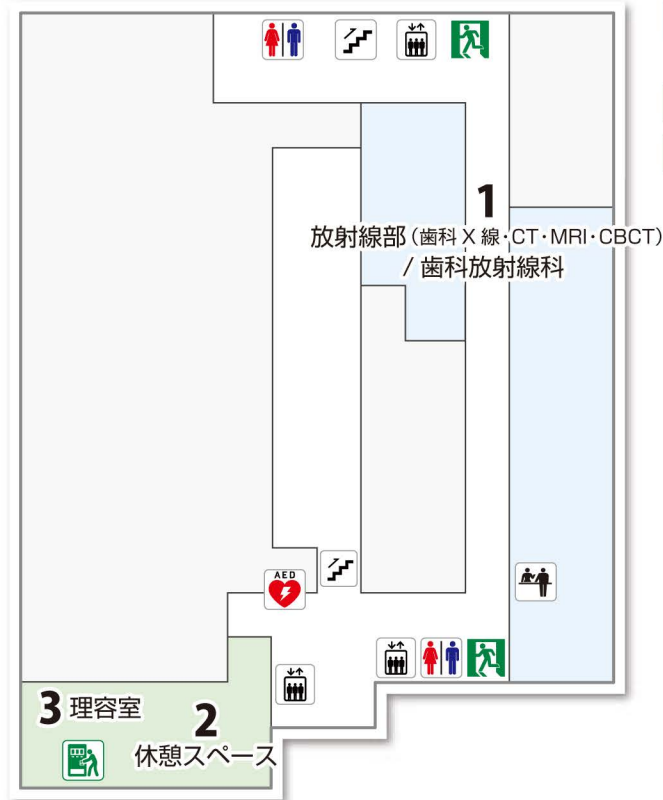 1
放射線部（歯科X線・CT・MRI・CBCT）
/ 歯科放射線科
AED
3 理容室
2
休憩スペース